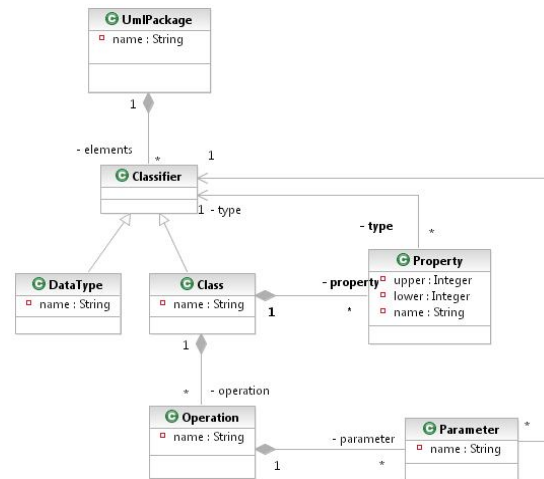 C UmlPackage
name : String
1
- elements
*
1
C Classifier
1 - type
- type
*
C DataType
name : String
C Class
name : String
- property
1
*
C Property
upper : Integer
lower : Integer
name : String
1
* - operation
C Operation
name : String
- parameter
1
*
C Parameter
name : String
*